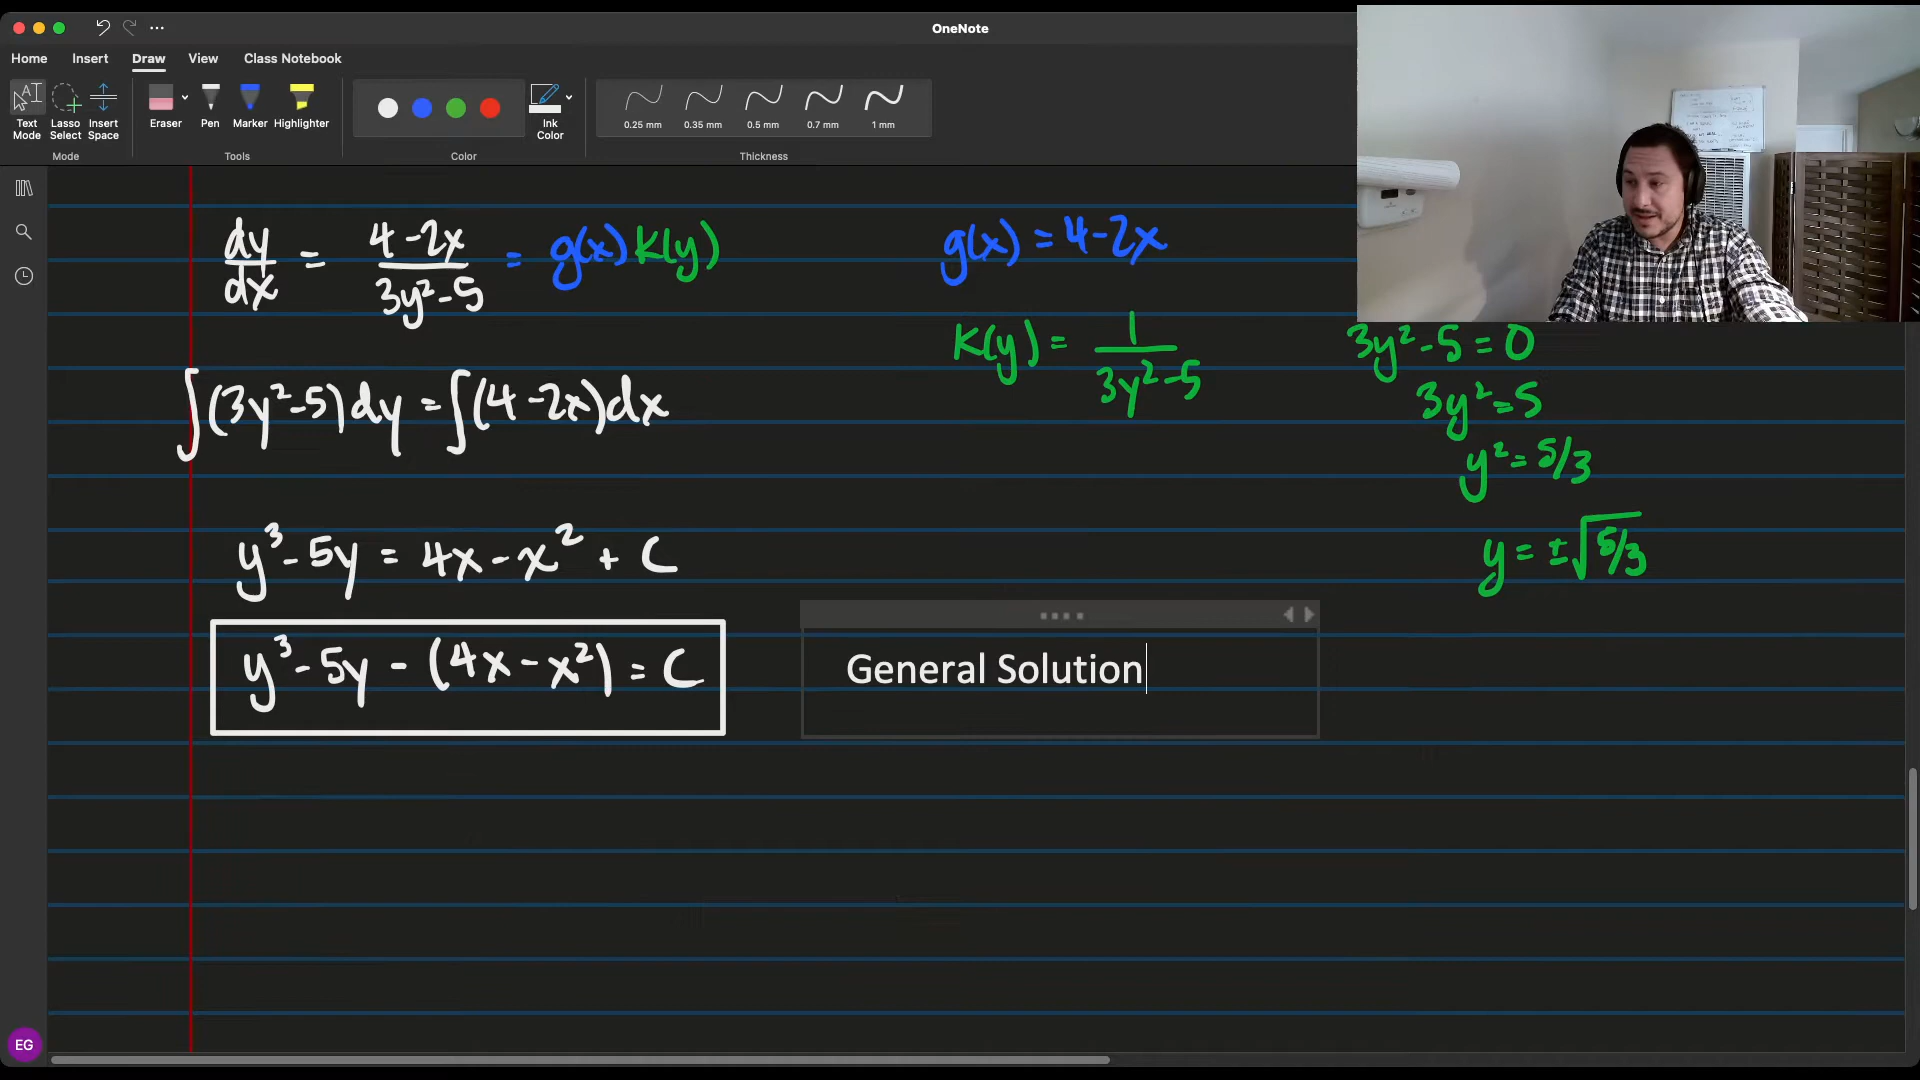 OneNote
Home Insert Draw View Class Notebook
Text Mode
Lasso Select
Insert Space
Eraser
Pen
Marker
Highlighter
Ink Color
0.25 mm 0.35 mm 0.5 mm 0.7 mm 1 mm
Mode Tools Color Thickness
dy/dx = (4-2x)/(3y²-5) = g(x) K(y)
g(x) = 4-2x
K(y) = 1/(3y²-5)
3y²-5 = 0
3y² = 5
y² = 5/3
y = ±√5/3
∫(3y²-5)dy = ∫(4-2x)dx
y³-5y = 4x-x²+C
y³-5y-(4x-x²) = C
General Solution
EG